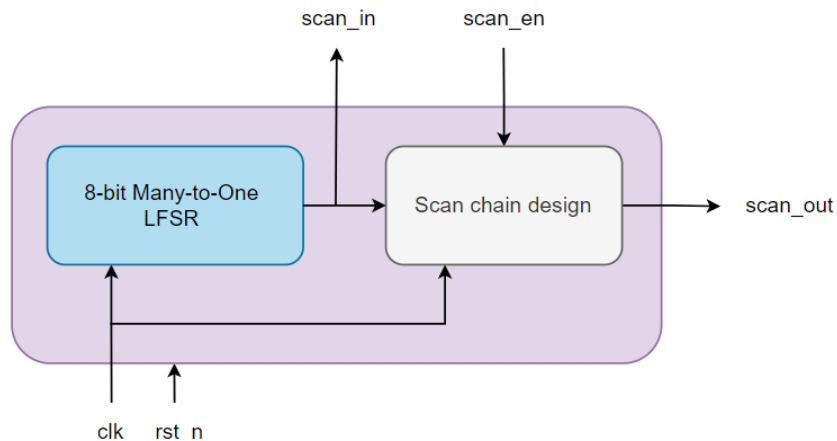 scan_in
scan_en
8-bit Many-to-One
LFSR
Scan chain design
scan_out
clk
rst_n